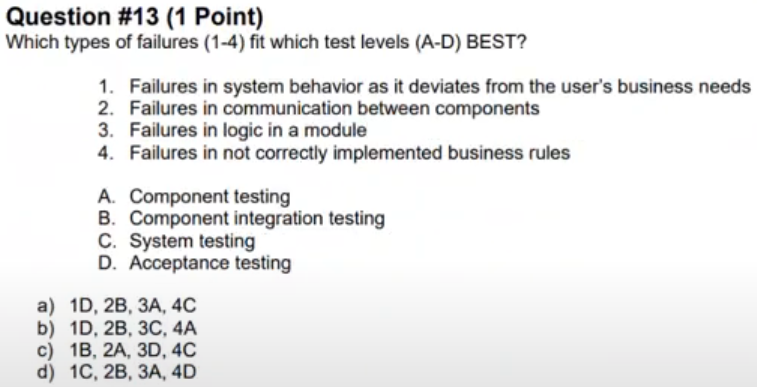 Question #13 (1 Point)
Which types of failures (1-4) fit which test levels (A-D) BEST?
1. Failures in system behavior as it deviates from the user's business needs
2. Failures in communication between components
3. Failures in logic in a module
4. Failures in not correctly implemented business rules
A. Component testing
B. Component integration testing
C. System testing
D. Acceptance testing
a) 1D, 2B, 3A, 4C
b) 1D, 2B, 3C, 4A
c) 1B, 2A, 3D, 4C
d) 1C, 2B, 3A, 4D